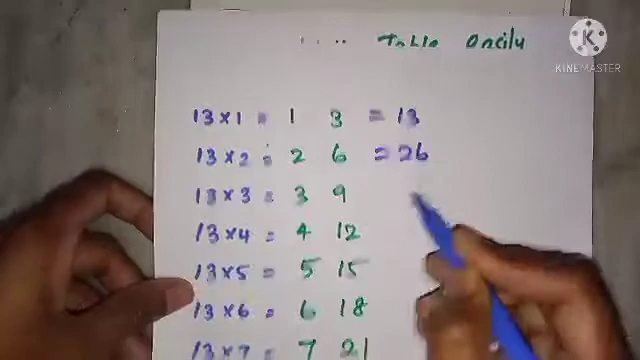 Table Easily
KINEMASTER
13×1 = 1 3 = 13
13×2 = 2 6 = 26
13×3 = 3 9
13×4 = 4 12
13×5 = 5 15
13×6 = 6 18
13×7 = 7 21